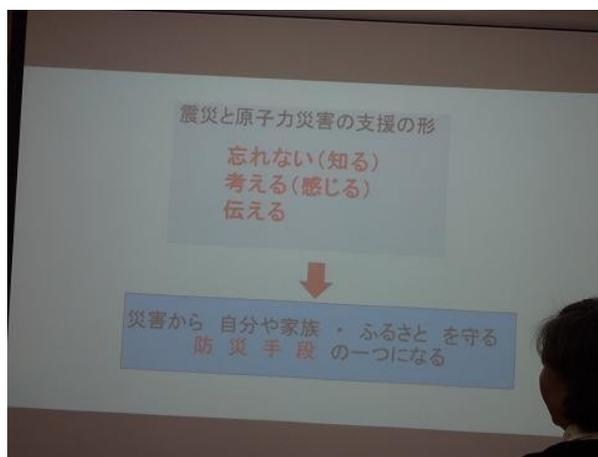 震災と原子力災害の支援の形
忘れない(知る)
考える(感じる)
伝える
災害から 自分や家族 ・ ふるさと を守る
防 災 手 段 の一つになる